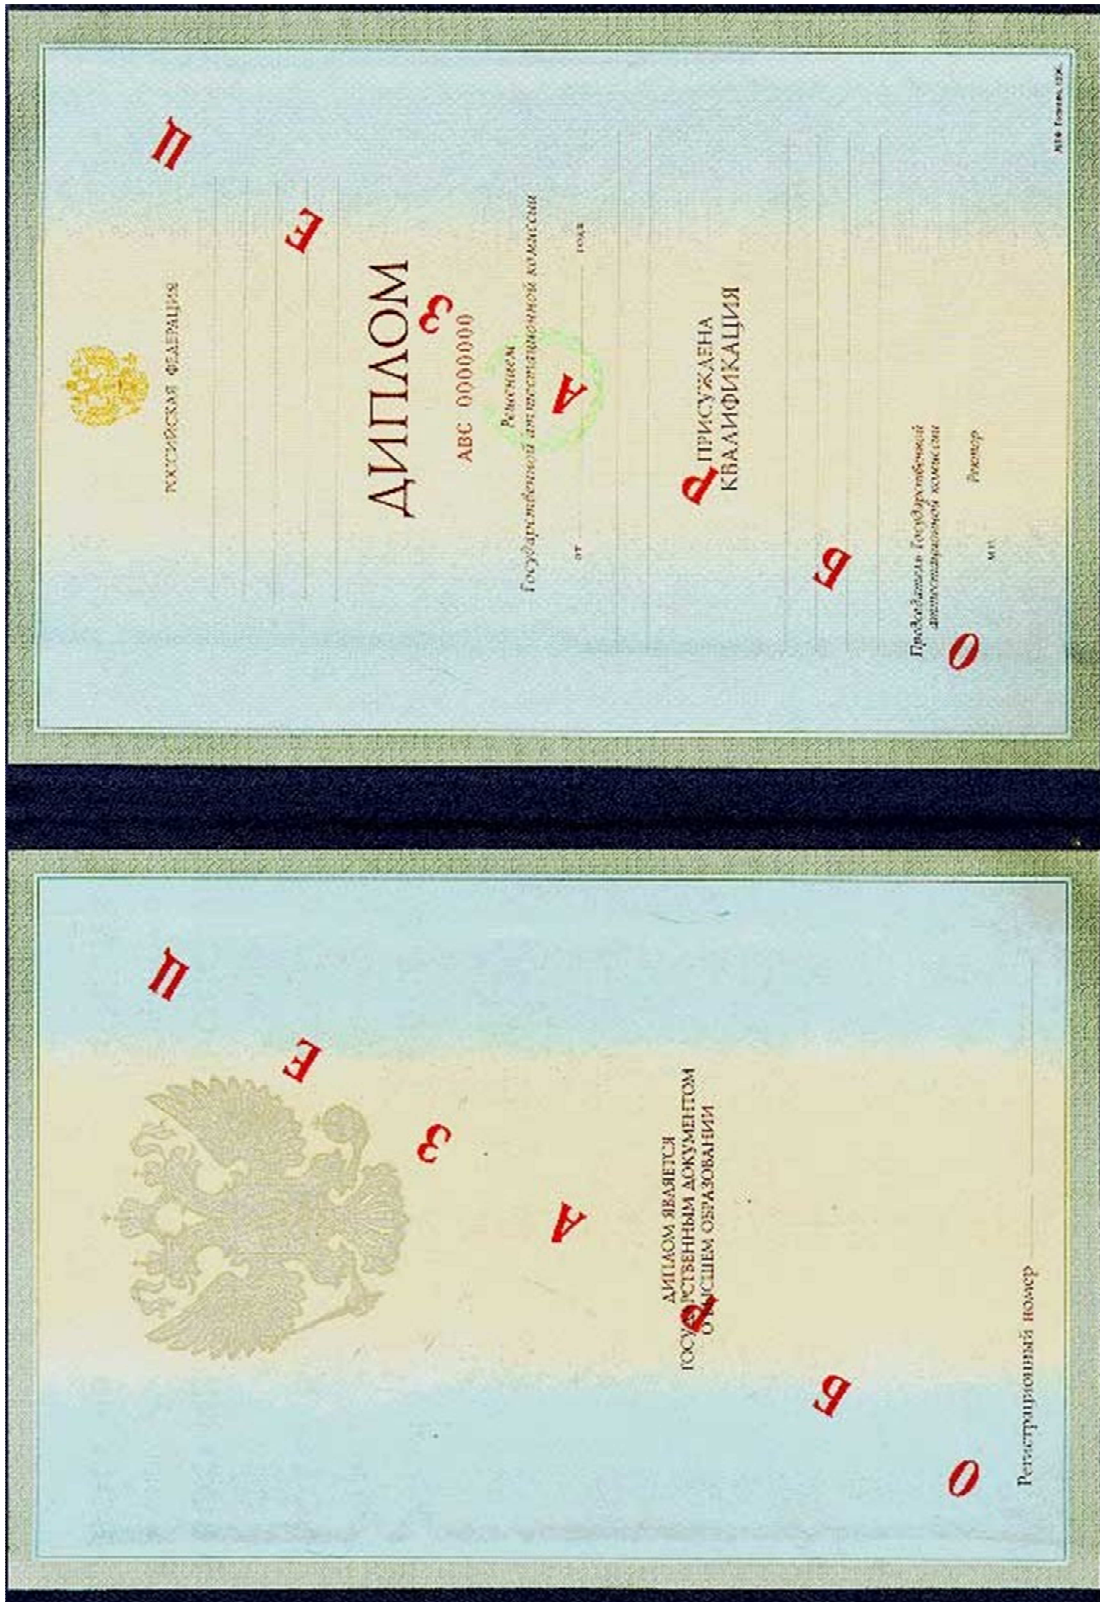 ОБРАЗЕЦ
ДИПЛОМ ЯВЛЯЕТСЯ
ГОСУДАРСТВЕННЫМ ДОКУМЕНТОМ
О ВЫСШЕМ ОБРАЗОВАНИИ
Регистрационный номер
ОБРАЗЕЦ
РОССИЙСКАЯ ФЕДЕРАЦИЯ
ДИПЛОМ
АВС 0000000
Решением
Государственной аттестационной комиссии
от года
ПРИСУЖДЕНА
КВАЛИФИКАЦИЯ
Председатель Государственной
аттестационной комиссии
Ректор
М.П.